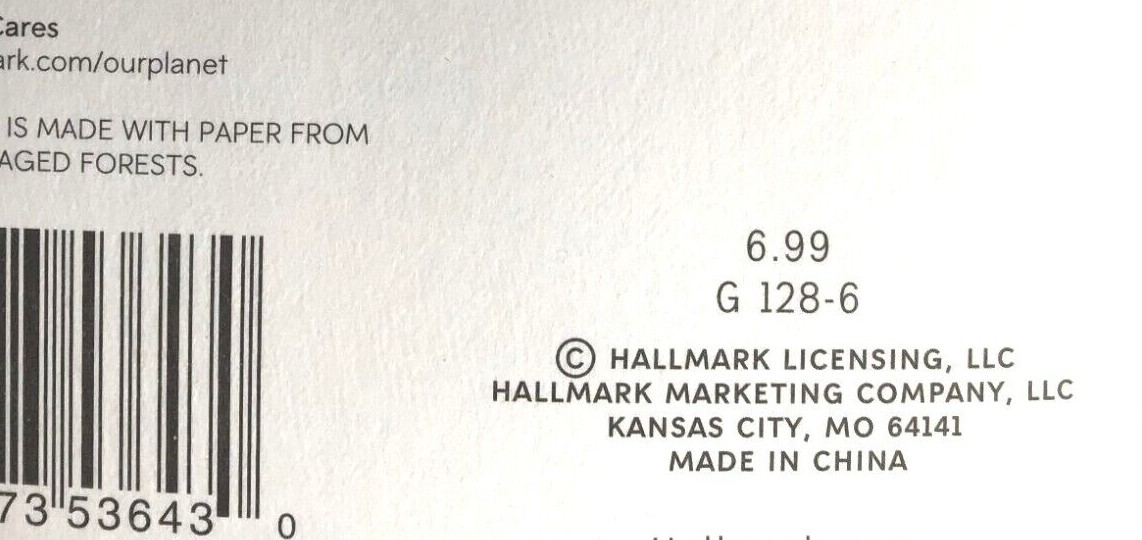 Cares
ark.com/ourplanet
IS MADE WITH PAPER FROM
AGED FORESTS.
6.99
G 128-6
© HALLMARK LICENSING, LLC
HALLMARK MARKETING COMPANY, LLC
KANSAS CITY, MO 64141
MADE IN CHINA
73 53643 0